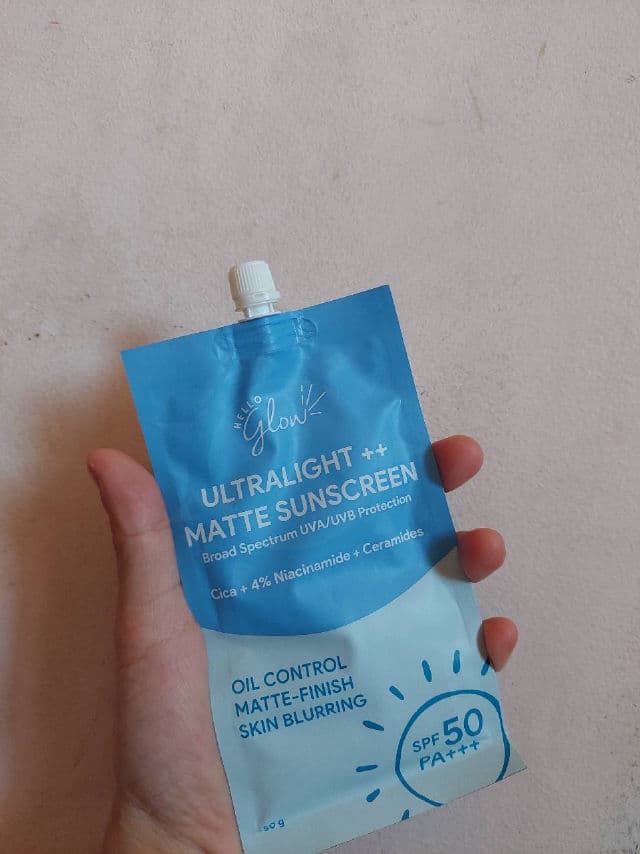 HELLO
Glow
ULTRALIGHT ++
MATTE SUNSCREEN
Broad Spectrum UVA/UVB Protection
Cica + 4% Niacinamide + Ceramides
OIL CONTROL
MATTE-FINISH
SKIN BLURRING
SPF 50
PA+++